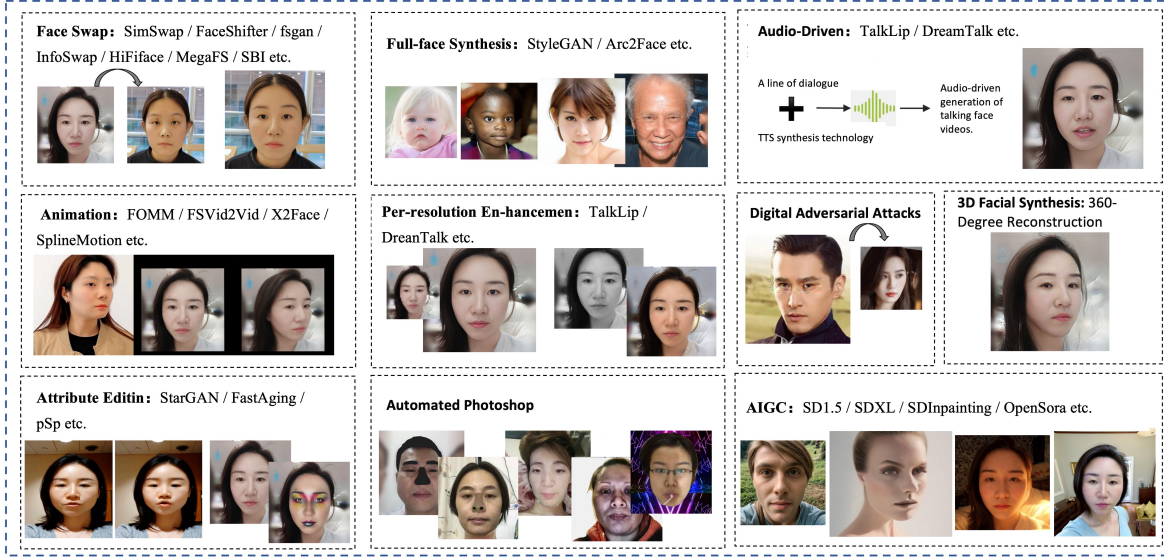 Face Swap：SimSwap / FaceShifter / fsgan /
InfoSwap / HiFiface / MegaFS / SBI etc.
Full-face Synthesis：StyleGAN / Arc2Face etc.
Audio-Driven：TalkLip / DreamTalk etc.
A line of dialogue
TTS synthesis technology
Audio-driven
generation of
talking face
videos.
Animation：FOMM / FSVid2Vid / X2Face /
SplineMotion etc.
Per-resolution En-hancemen：TalkLip /
DreanTalk etc.
Digital Adversarial Attacks
3D Facial Synthesis: 360-
Degree Reconstruction
Attribute Editin：StarGAN / FastAging /
pSp etc.
Automated Photoshop
AIGC：SD1.5 / SDXL / SDInpainting / OpenSora etc.